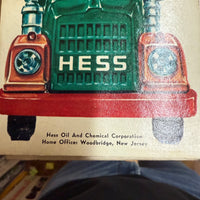 HESS
Hess Oil And Chemical Corporation
Home Office: Woodbridge, New Jersey